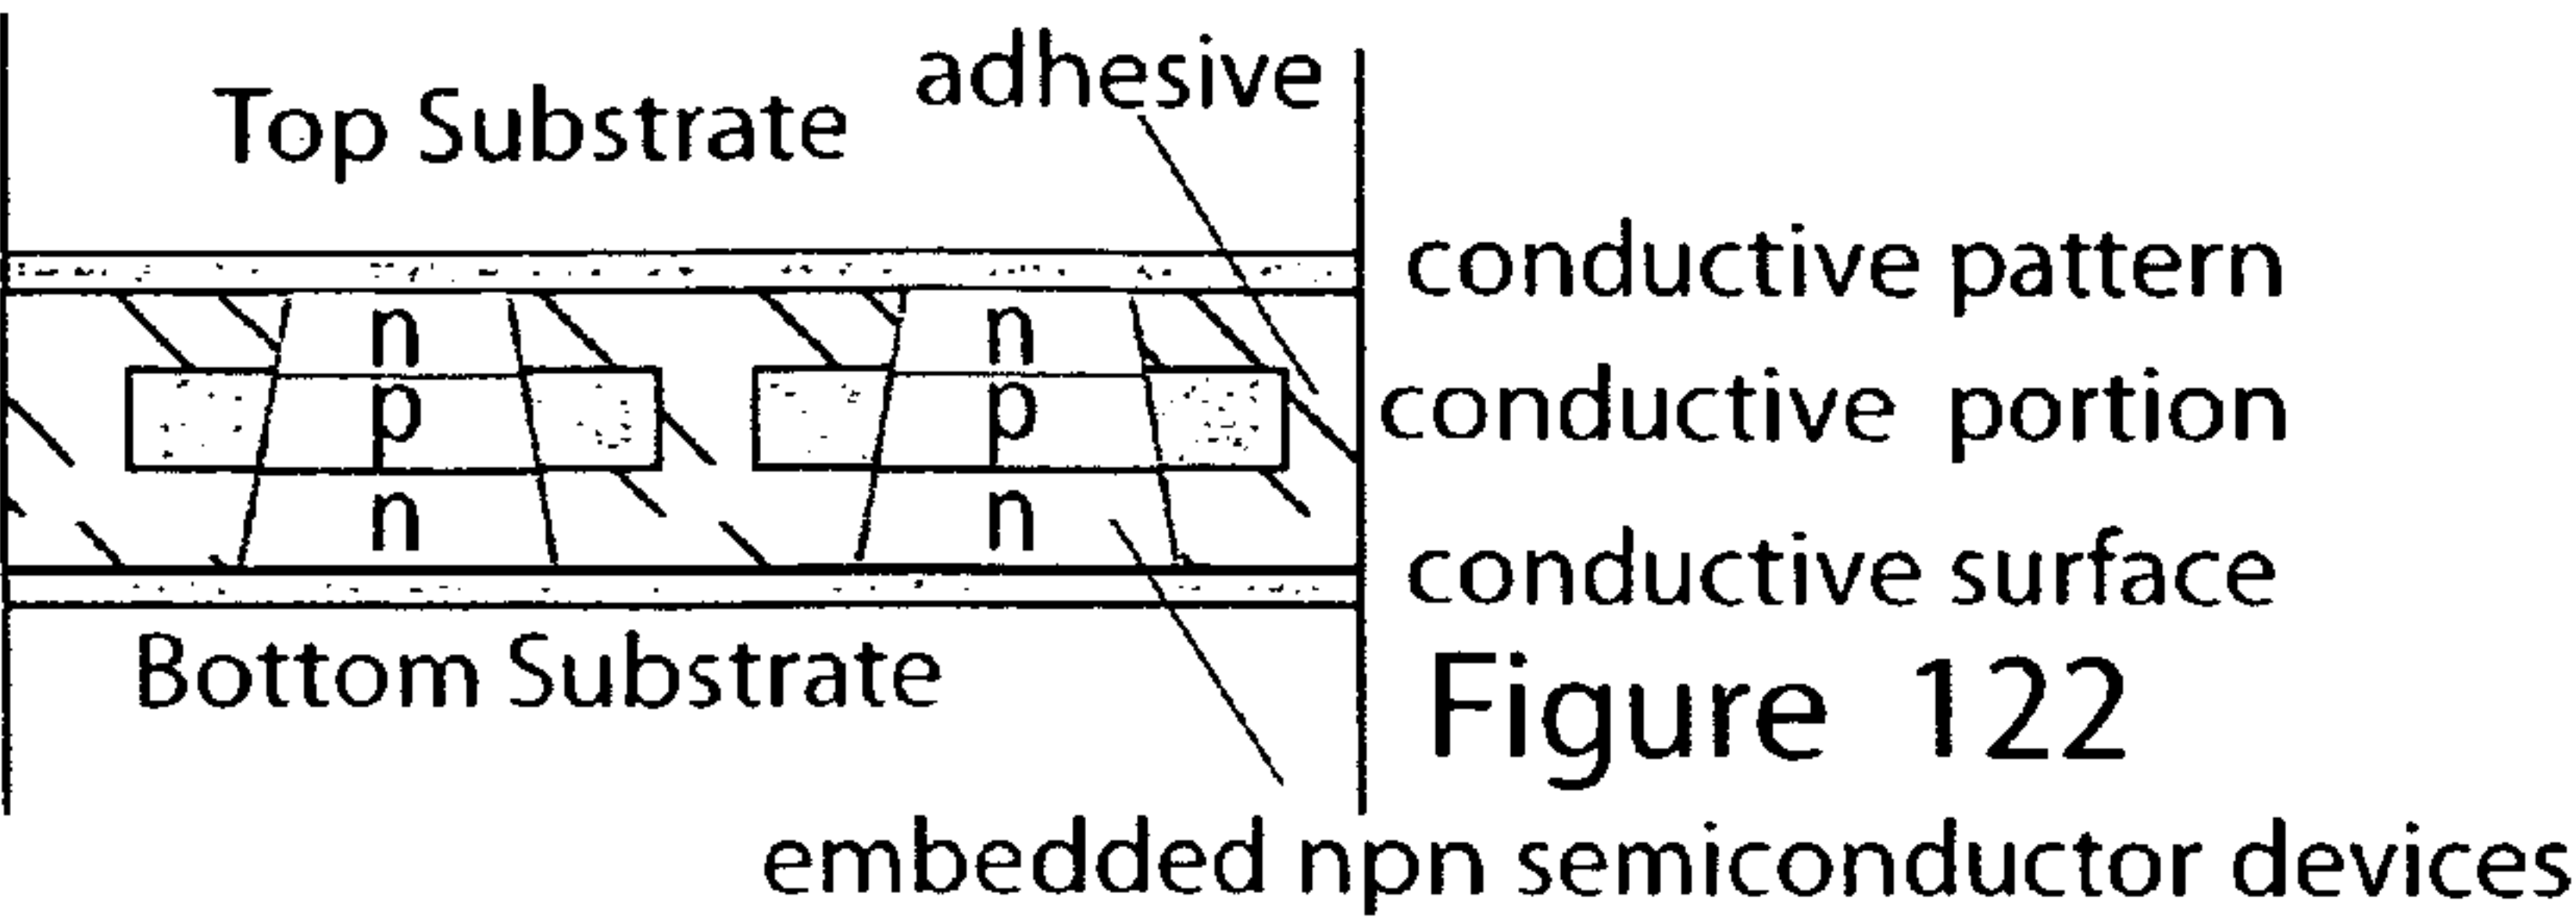 adhesive
Top Substrate
conductive pattern
n n
p p
conductive portion
n n
conductive surface
Bottom Substrate
Figure 122
embedded npn semiconductor devices